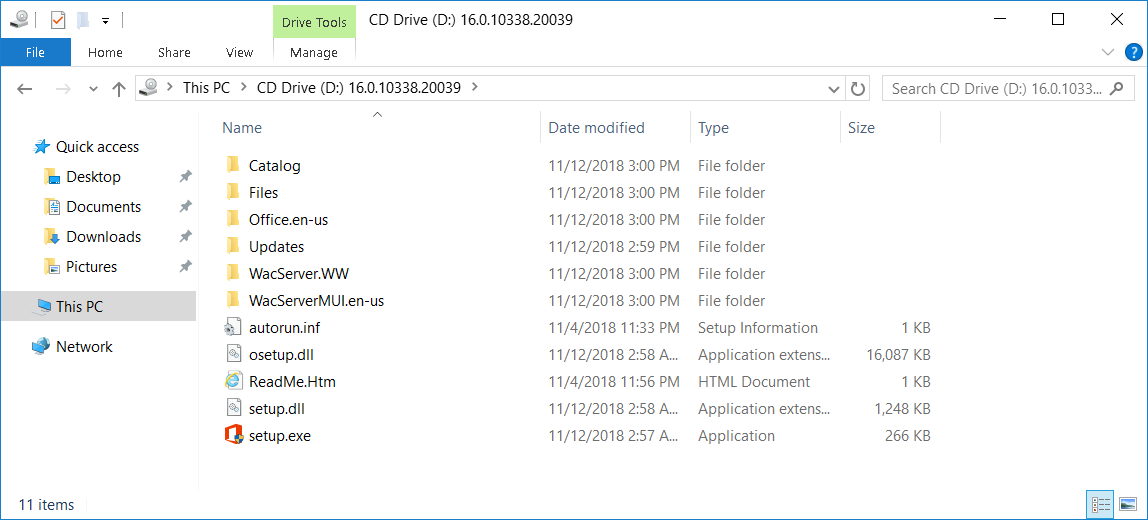 Drive Tools CD Drive (D:) 16.0.10338.20039
File Home Share View Manage
This PC CD Drive (D:) 16.0.10338.20039 Search CD Drive (D:) 16.0.1033...
Name Date modified Type Size
Quick access
Desktop
Documents
Downloads
Pictures
This PC
Network
Catalog 11/12/2018 3:00 PM File folder
Files 11/12/2018 3:00 PM File folder
Office.en-us 11/12/2018 3:00 PM File folder
Updates 11/12/2018 2:59 PM File folder
WacServer.WW 11/12/2018 3:00 PM File folder
WacServerMUI.en-us 11/12/2018 3:00 PM File folder
autorun.inf 11/4/2018 11:33 PM Setup Information 1 KB
osetup.dll 11/12/2018 2:58 A... Application extens... 16,087 KB
ReadMe.Htm 11/4/2018 11:56 PM HTML Document 1 KB
setup.dll 11/12/2018 2:58 A... Application extens... 1,248 KB
setup.exe 11/12/2018 2:57 A... Application 266 KB
11 items